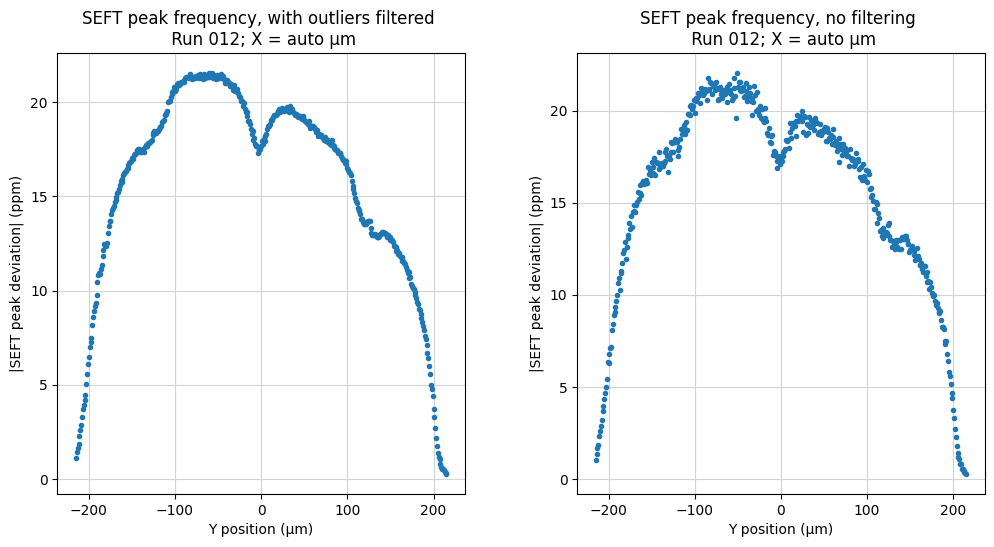 SEFT peak frequency, with outliers filtered
Run 012; X = auto µm
|SEFT peak deviation| (ppm)
20
15
10
5
0
−200
−100
0
100
200
Y position (µm)
SEFT peak frequency, no filtering
Run 012; X = auto µm
|SEFT peak deviation| (ppm)
20
15
10
5
0
−200
−100
0
100
200
Y position (µm)